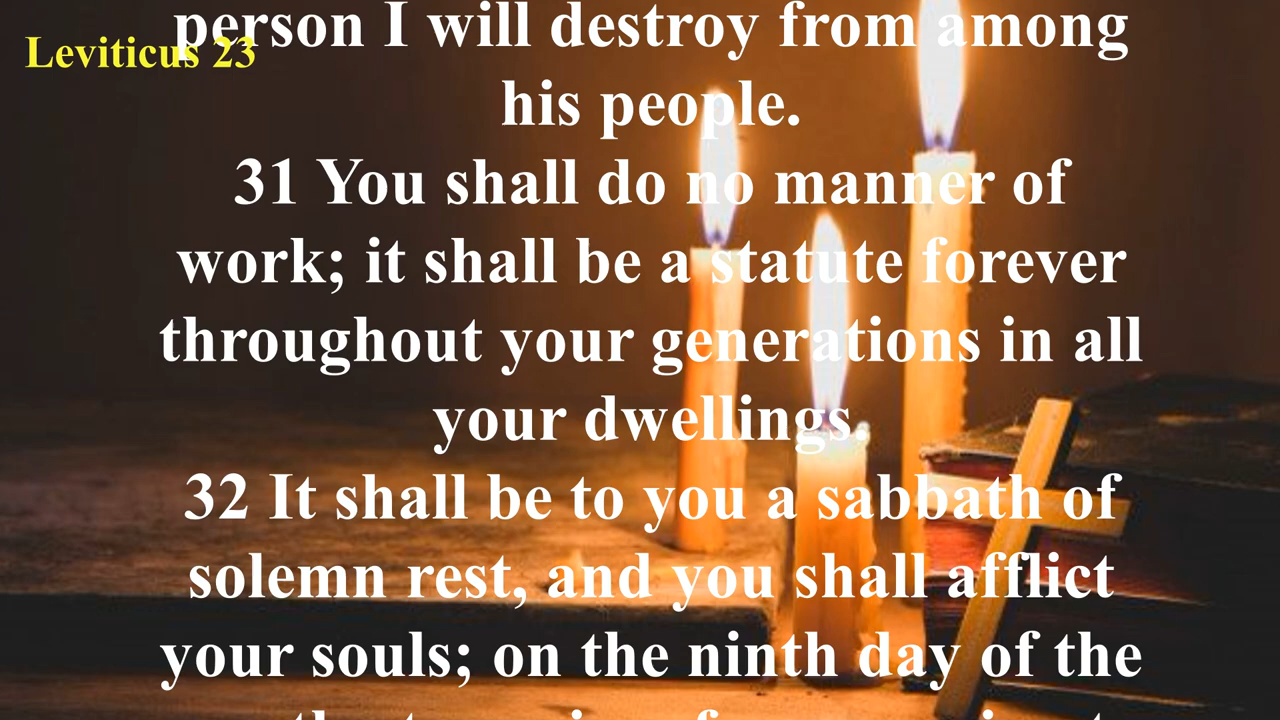 Leviticus 23
person I will destroy from among
his people.
31 You shall do no manner of
work; it shall be a statute forever
throughout your generations in all
your dwellings.
32 It shall be to you a sabbath of
solemn rest, and you shall afflict
your souls; on the ninth day of the